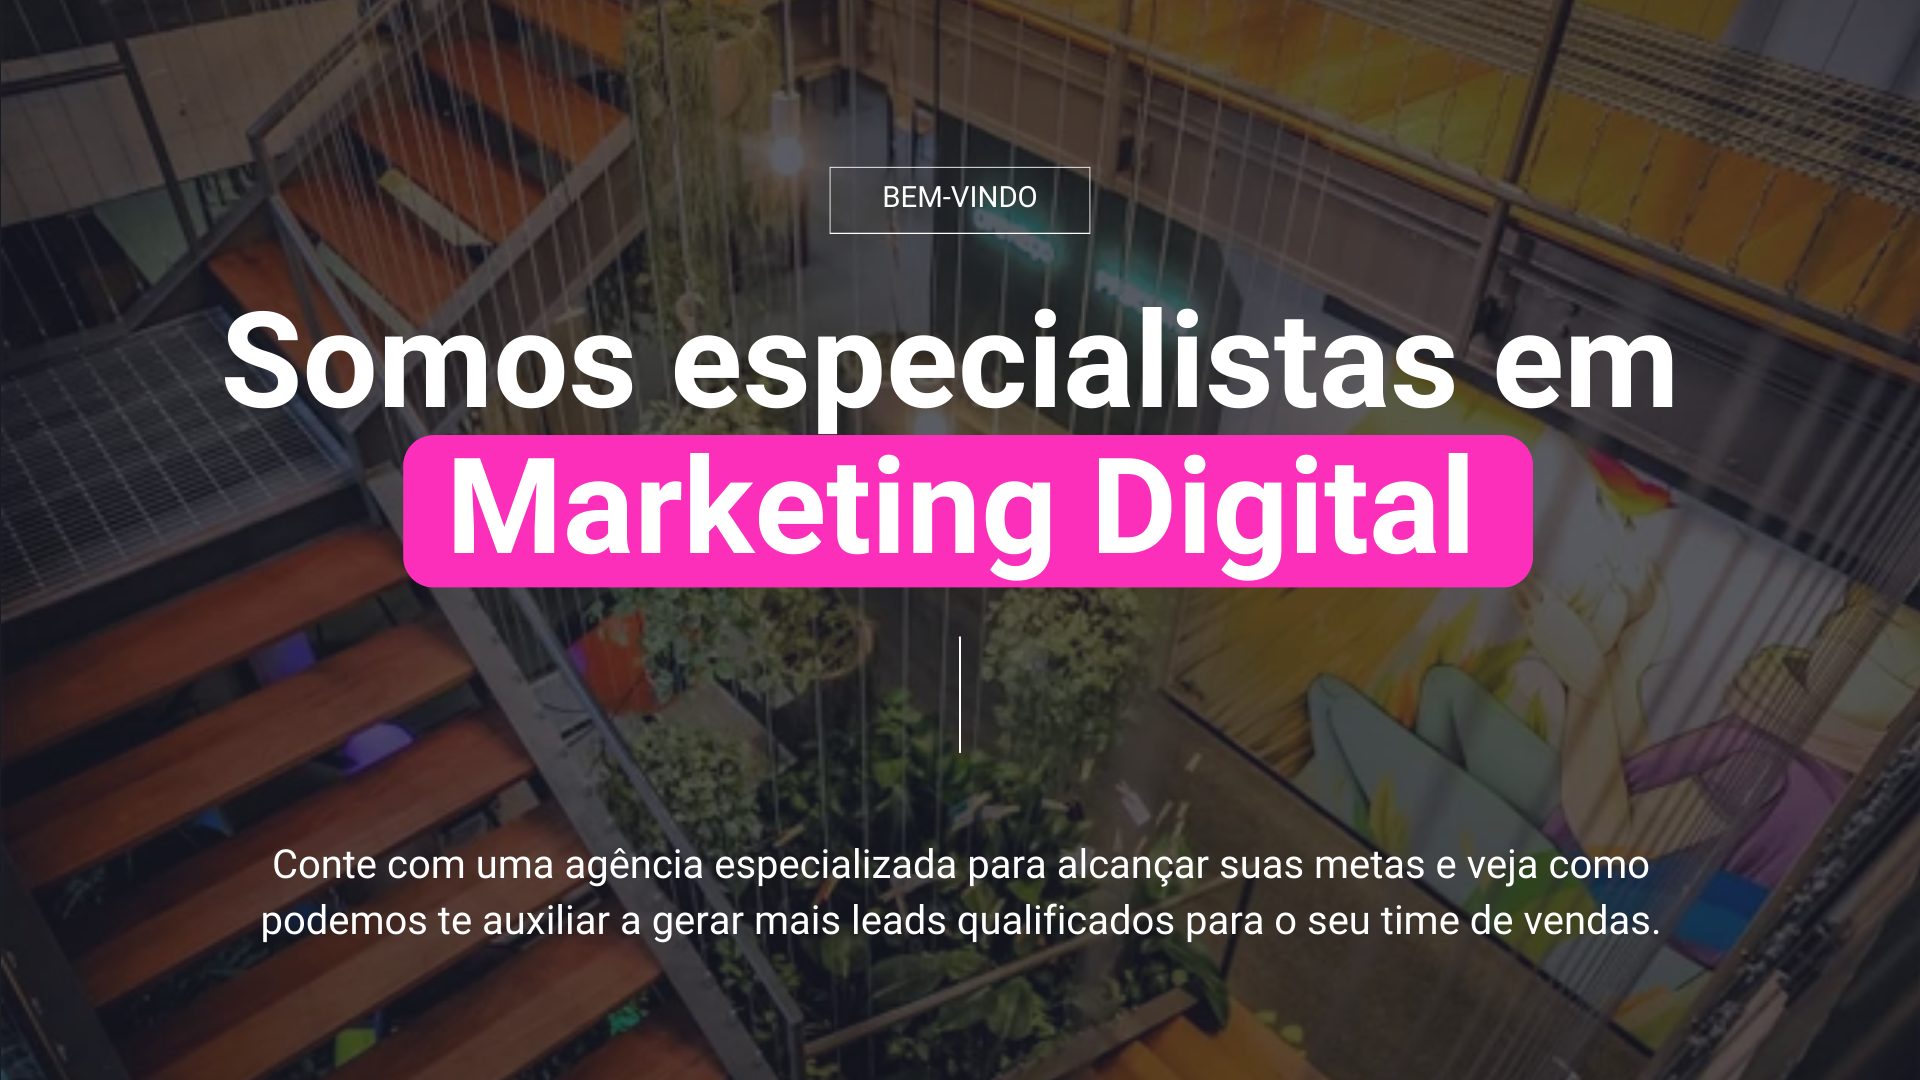 BEM-VINDO
Somos especialistas em
Marketing Digital
Conte com uma agência especializada para alcançar suas metas e veja como
podemos te auxiliar a gerar mais leads qualificados para o seu time de vendas.